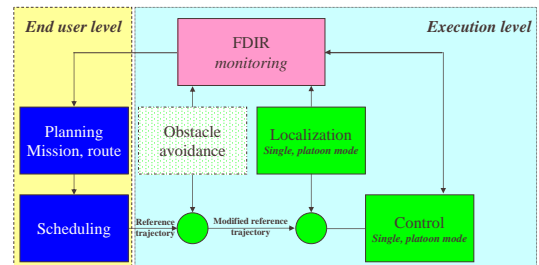 End user level
Execution level
FDIR
monitoring
Planning
Mission, route
Obstacle
avoidance
Localization
Single, platoon mode
Scheduling
Reference
trajectory
Modified reference
trajectory
Control
Single, platoon mode